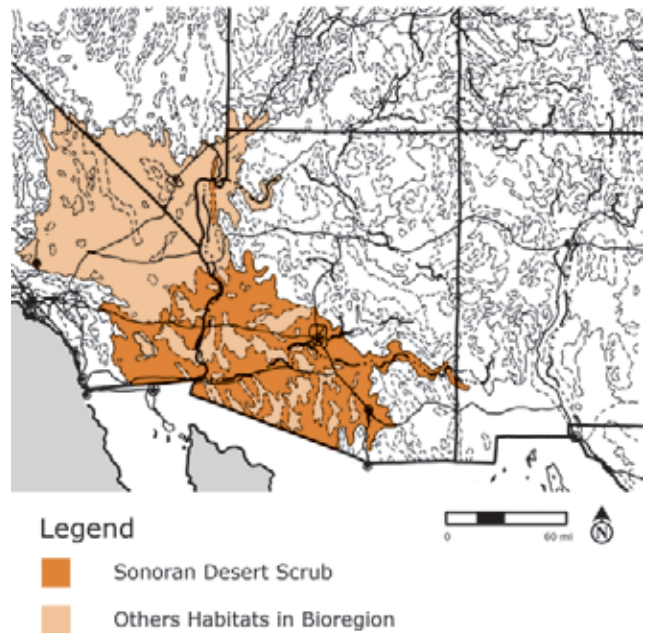 0 60 mi
N
Legend
Sonoran Desert Scrub
Others Habitats in Bioregion